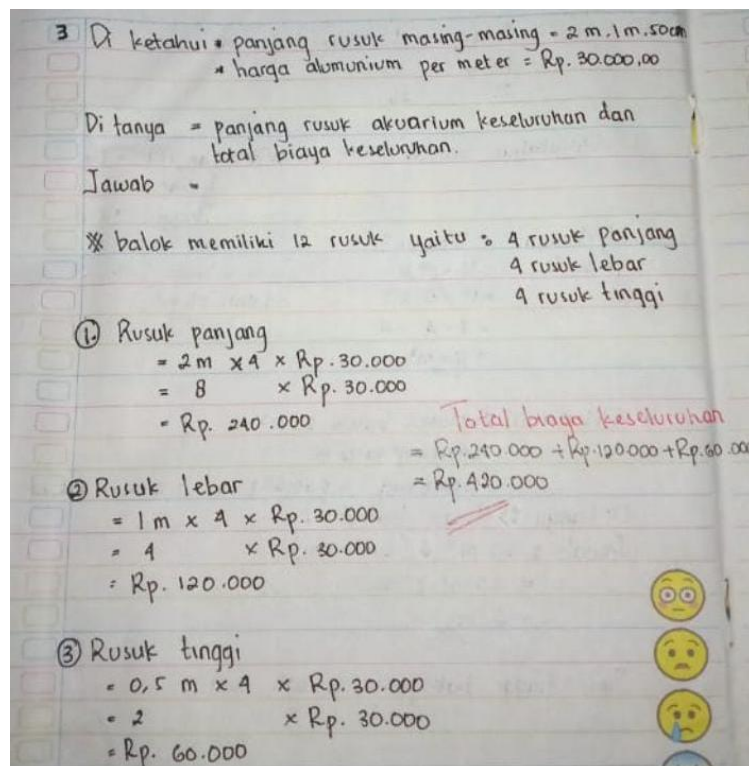 3 Di ketahui • panjang rusuk masing-masing = 2 m. 1m. 50cm
* harga alumunium per meter = Rp. 30.000,00
Di tanya = panjang rusuk akuarium keseluruhan dan
total biaya keseluruhan.
Jawab =
※ balok memiliki 12 rusuk yaitu : 4 rusuk panjang
4 rusuk lebar
4 rusuk tinggi
① Rusuk panjang
= 2 m x 4 x Rp. 30.000
= 8 x Rp. 30.000
= Rp. 240.000
② Rusuk lebar
= 1 m x 4 x Rp. 30.000
= 4 x Rp. 30.000
= Rp. 120.000
③ Rusuk tinggi
= 0,5 m x 4 x Rp. 30.000
= 2 x Rp. 30.000
= Rp. 60.000
Total biaya keseluruhan
= Rp. 240.000 + Rp. 120.000 + Rp. 60.00
= Rp. 420.000